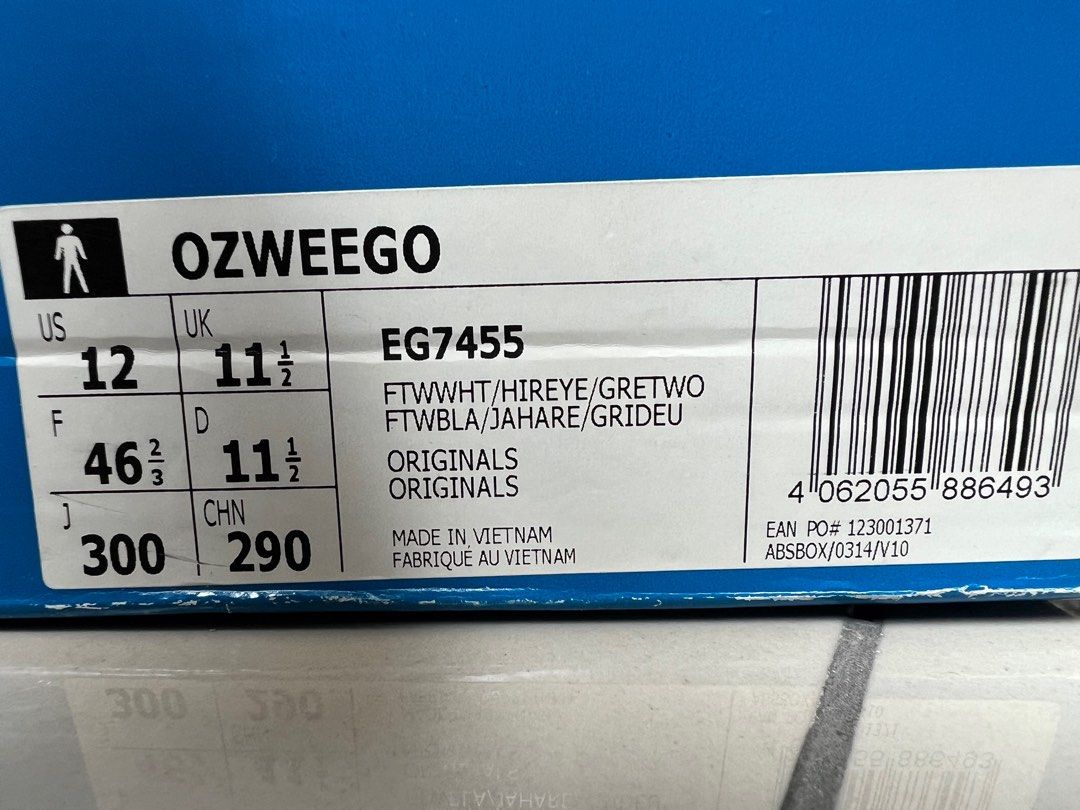 OZWEEGO
US
12
UK
11 1/2
F
46 2/3
D
11 1/2
J
300
CHN
290
EG7455
FTWWHT/HIREYE/GRETWO
FTWBLA/JAHARE/GRIDEU
ORIGINALS
ORIGINALS
MADE IN VIETNAM
FABRIQUÉ AU VIETNAM
4 062055 886493
EAN PO# 123001371
ABSBOX/0314/V10